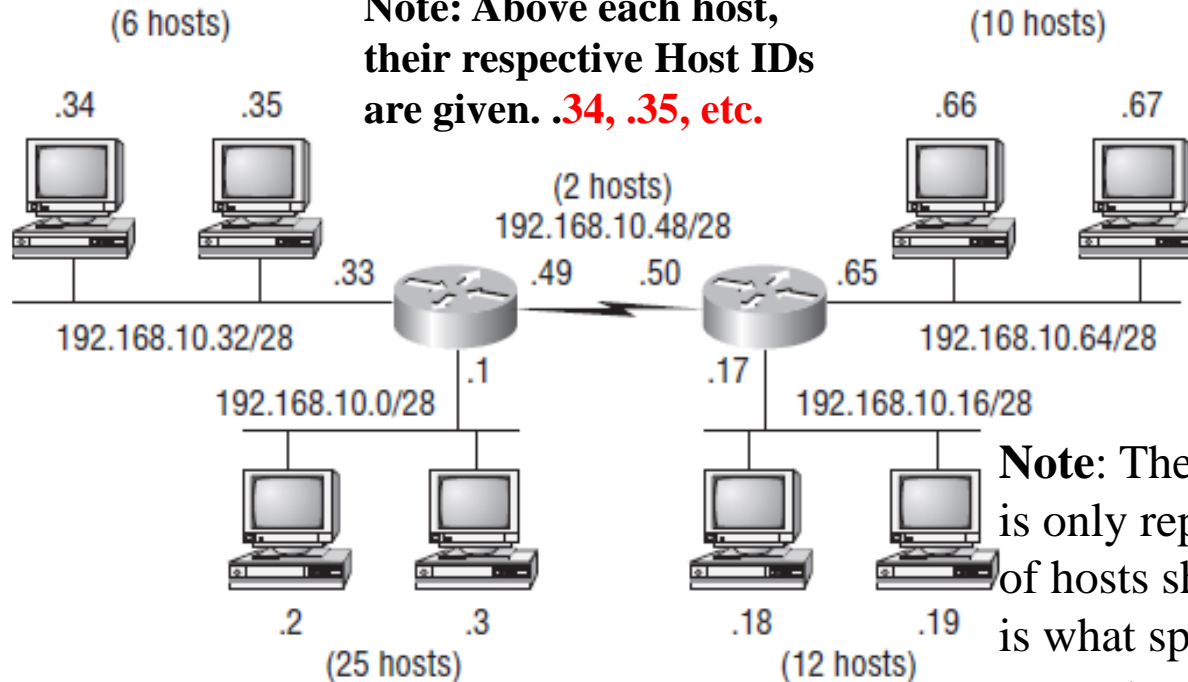 (6 hosts)
Note: Above each host,
their respective Host IDs
are given. .34, .35, etc.
(10 hosts)
.34
.35
.66
.67
(2 hosts)
192.168.10.48/28
.33
.49
.50
.65
192.168.10.32/28
192.168.10.64/28
.1
.17
192.168.10.0/28
192.168.10.16/28
Note: The
is only rep
of hosts sh
is what sp
.2
.3
.18
.19
(25 hosts)
(12 hosts)